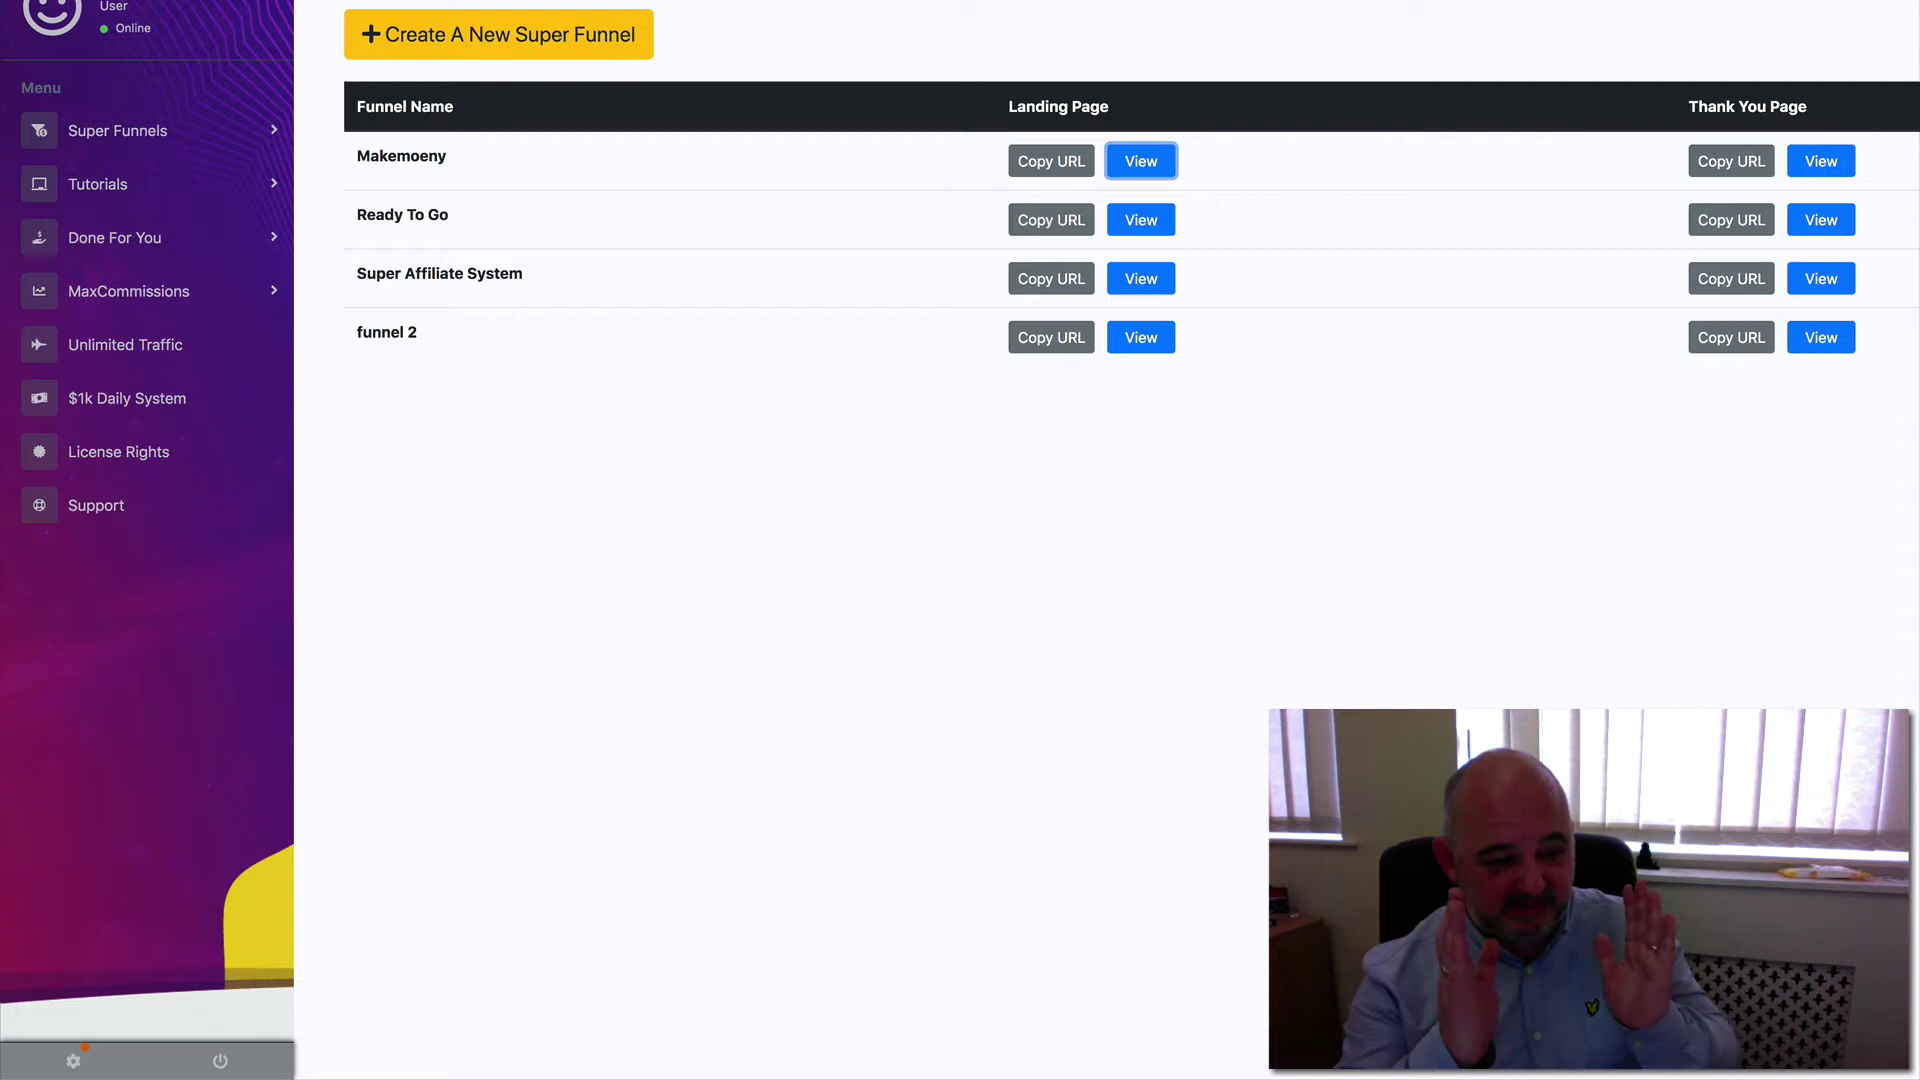 User
Online
Menu
Super Funnels
Tutorials
Done For You
MaxCommissions
Unlimited Traffic
$1k Daily System
License Rights
Support
Create A New Super Funnel
Funnel Name Landing Page Thank You Page
Makemoeny Copy URL View Copy URL View
Ready To Go Copy URL View Copy URL View
Super Affiliate System Copy URL View Copy URL View
funnel 2 Copy URL View Copy URL View